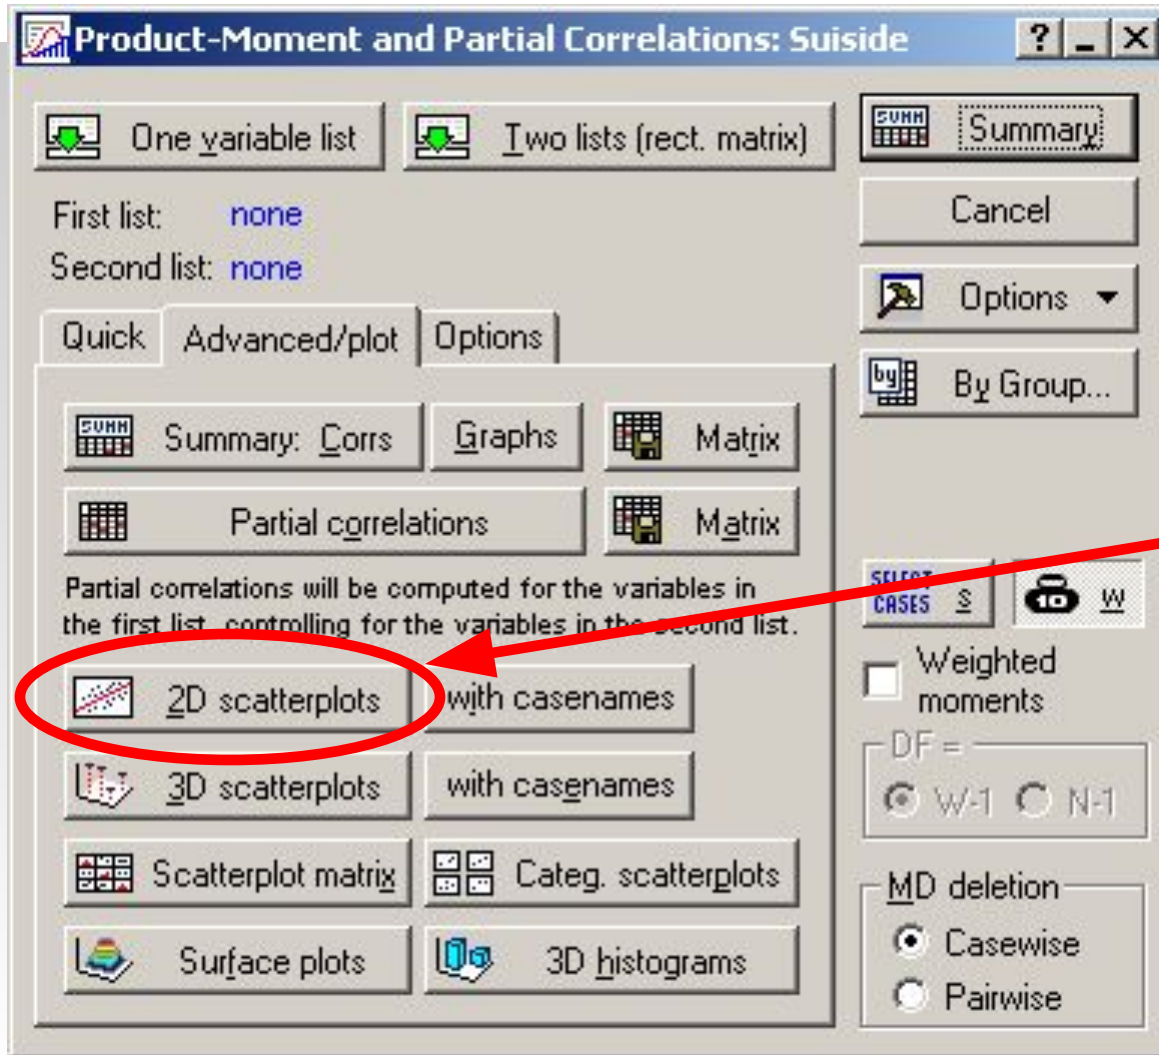 Product-Moment and Partial Correlations: Suiside
One variable list
Two lists (rect. matrix)
SUMM Summary
First list: none
Second list: none
Cancel
Options
By Group...
Quick
Advanced/plot
Options
SUMM Summary: Corrs
Graphs
Matrix
Partial correlations
Matrix
Partial correlations will be computed for the variables in
the first list, controlling for the variables in the second list.
SELECT CASES S
10 w
Weighted
moments
2D scatterplots
with casenames
DF =
W-1
N-1
3D scatterplots
with casenames
Scatterplot matrix
Categ. scatterplots
MD deletion
Casewise
Pairwise
Surface plots
3D histograms